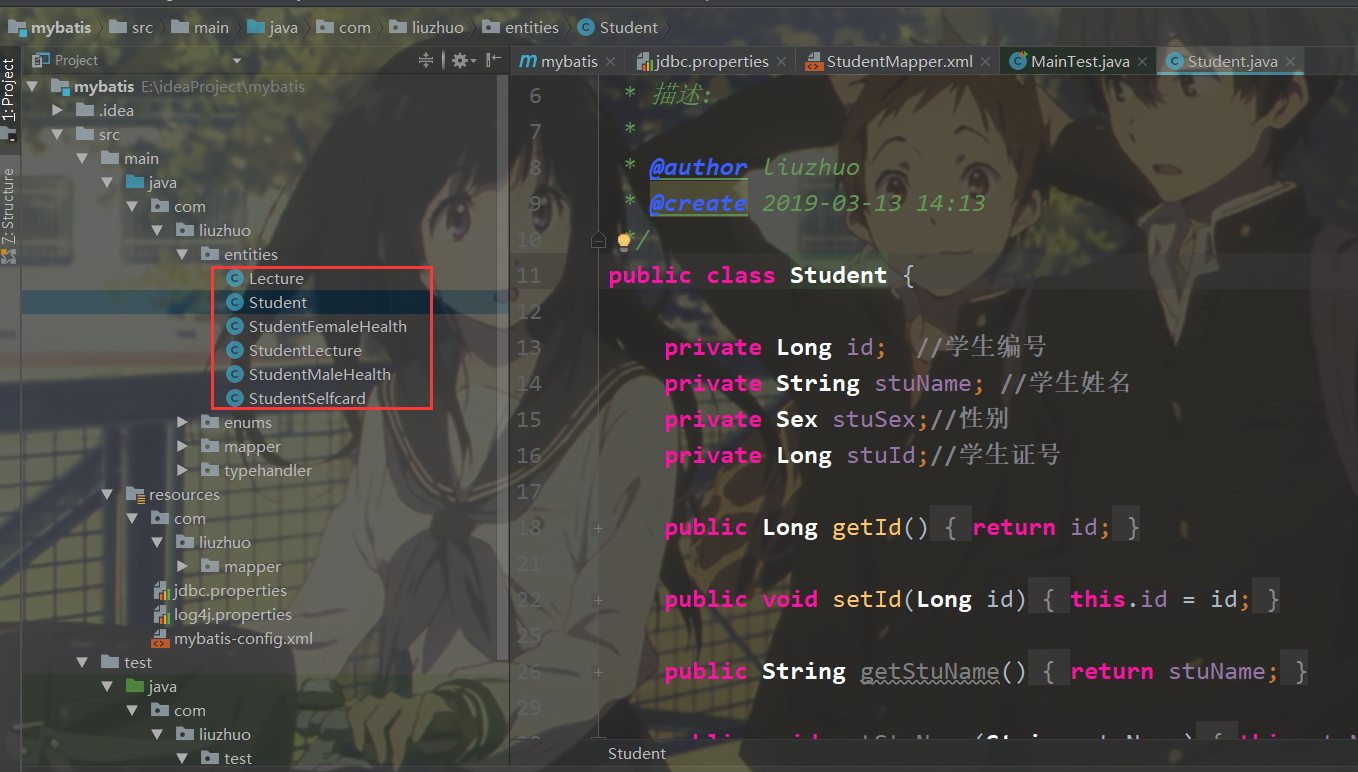 mybatis src main java com liuzhuo entities Student
Project
mybatis jdbc.properties StudentMapper.xml MainTest.java Student.java
1: Project
7: Structure
mybatis E:\ideaProject\mybatis
.idea
src
main
java
com
liuzhuo
entities
Lecture
Student
StudentFemaleHealth
StudentLecture
StudentMaleHealth
StudentSelfcard
enums
mapper
typehandler
resources
com
liuzhuo
mapper
jdbc.properties
log4j.properties
mybatis-config.xml
test
java
com
liuzhuo
test
6 * 描述:
7 *
8 * @author liuzhuo
9 * @create 2019-03-13 14:13
10 */
11 public class Student {
12
13 private Long id; //学生编号
14 private String stuName; //学生姓名
15 private Sex stuSex;//性别
16 private Long stuId;//学生证号
17
18 public Long getId() { return id; }
21
22 public void setId(Long id) { this.id = id; }
25
26 public String getStuName() { return stuName; }
29
Student